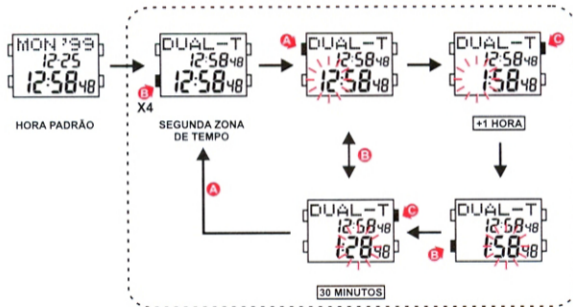 MON '99
12-25
12:58 48
HORA PADRÃO
B
X4
DUAL-T
12:58 48
12:58 48
SEGUNDA ZONA
DE TEMPO
A
DUAL-T
12:58 48
12:58 48
C
DUAL-T
12:58 48
1:58 48
+1 HORA
B
A
C
DUAL-T
12:58 48
1:28 98
30 MINUTOS
B
DUAL-T
12:58 48
1:58 98